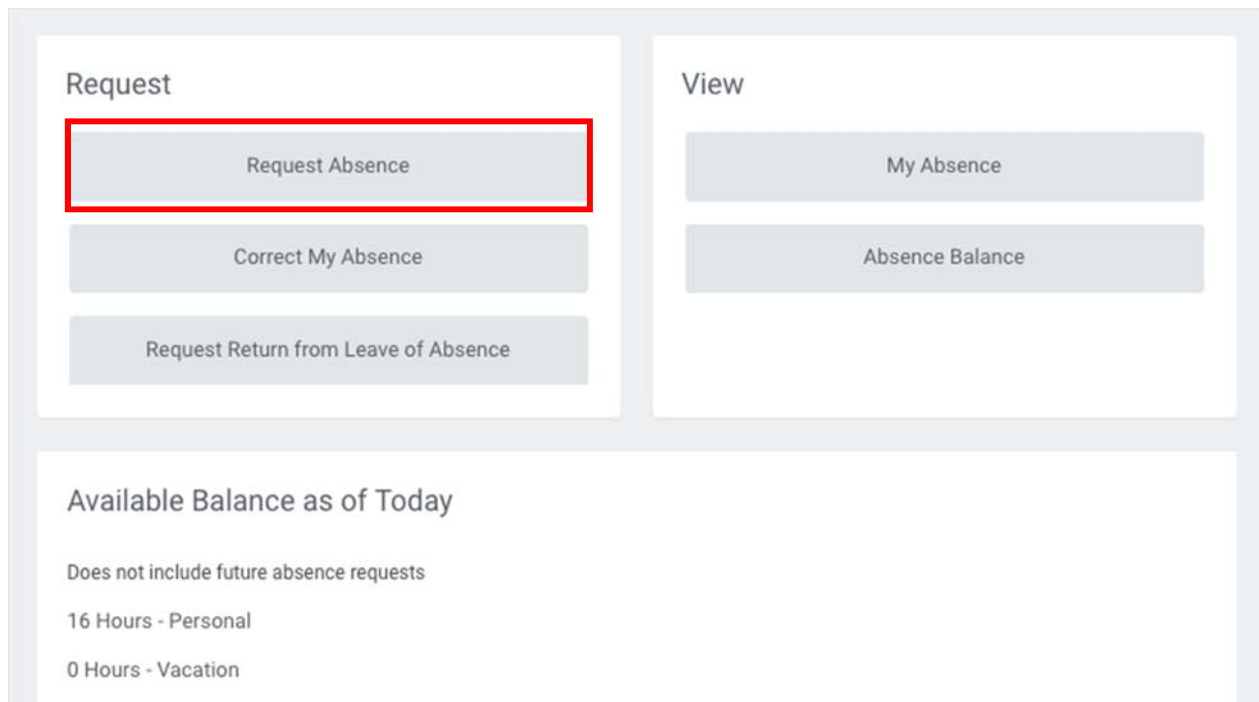 Request
Request Absence
Correct My Absence
Request Return from Leave of Absence
View
My Absence
Absence Balance
Available Balance as of Today
Does not include future absence requests
16 Hours - Personal
0 Hours - Vacation